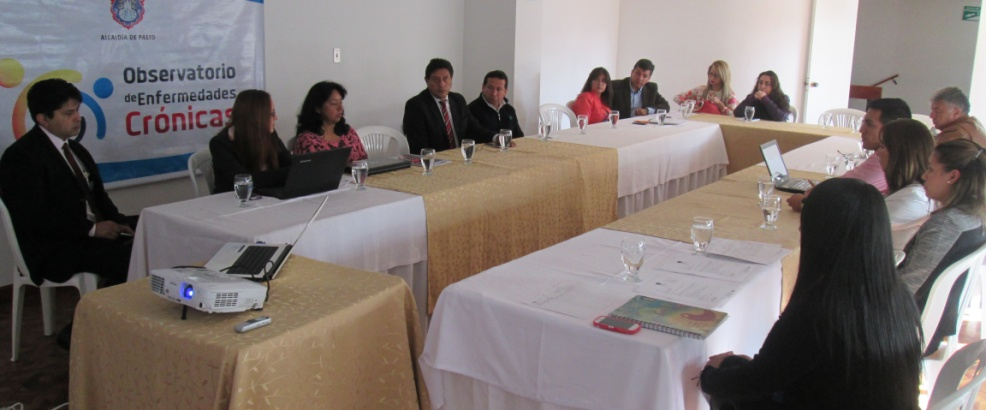 ALCALDÍA DE PASTO
Observatorio
de Enfermedades
Crónicas